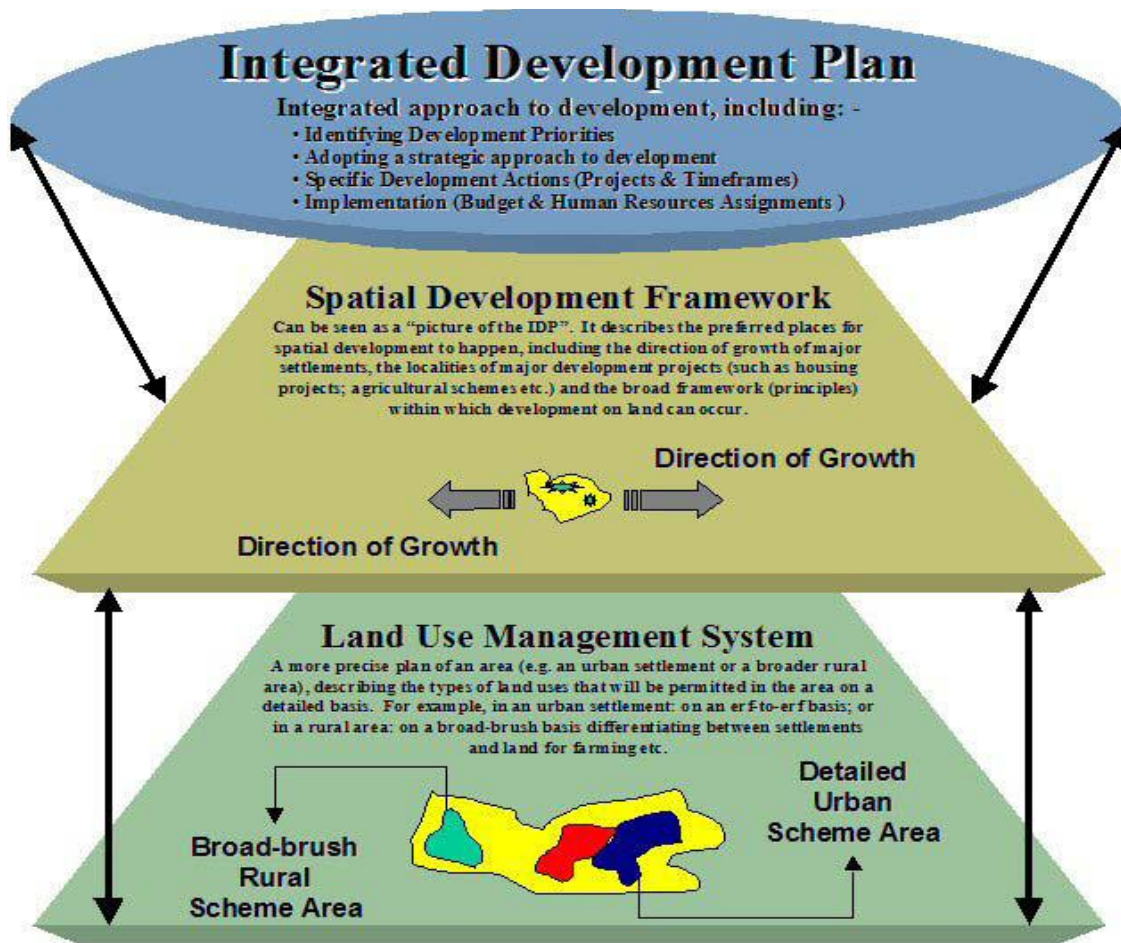 Integrated Development Plan
Integrated approach to development, including: -
• Identifying Development Priorities
• Adopting a strategic approach to development
• Specific Development Actions (Projects & Timeframes)
• Implementation (Budget & Human Resources Assignments )
Spatial Development Framework
Can be seen as a “picture of the IDP”. It describes the preferred places for
spatial development to happen, including the direction of growth of major
settlements, the localities of major development projects (such as housing
projects; agricultural schemes etc.) and the broad framework (principles)
within which development on land can occur.
Direction of Growth
Direction of Growth
Land Use Management System
A more precise plan of an area (e.g. an urban settlement or a broader rural
area), describing the types of land uses that will be permitted in the area on a
detailed basis. For example, in an urban settlement: on an erf-to-erf basis; or
in a rural area: on a broad-brush basis differentiating between settlements
and land for farming etc.
Broad-brush
Rural
Scheme Area
Detailed
Urban
Scheme Area